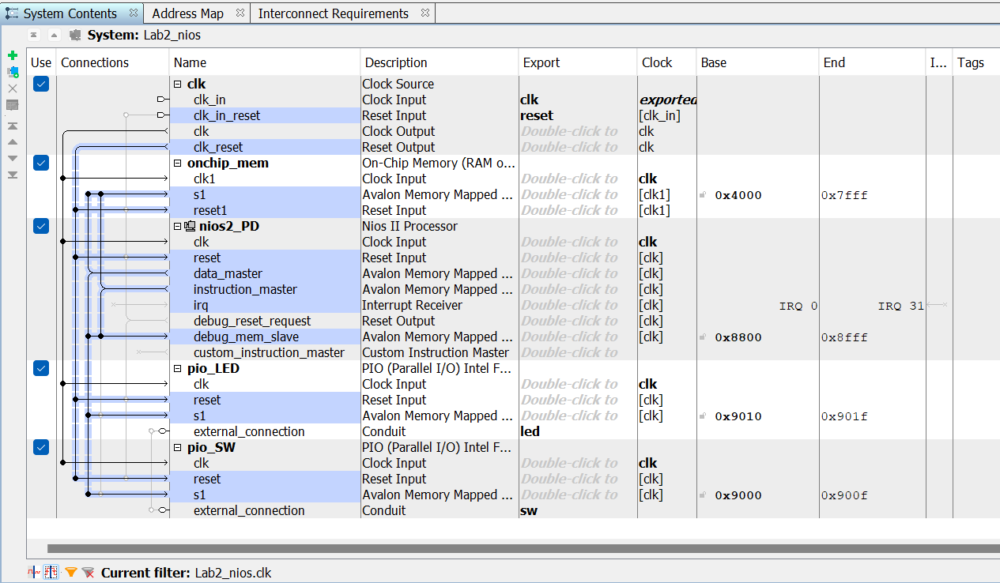 System Contents Address Map Interconnect Requirements
System: Lab2_nios
Use Connections Name Description Export Clock Base End I... Tags
clk Clock Source
clk_in Clock Input clk exported
clk_in_reset Reset Input reset [clk_in]
clk Clock Output Double-click to clk
clk_reset Reset Output Double-click to clk
onchip_mem On-Chip Memory (RAM o...
clk1 Clock Input Double-click to clk
s1 Avalon Memory Mapped ... Double-click to [clk1] 0x4000 0x7fff
reset1 Reset Input Double-click to [clk1]
nios2_PD Nios II Processor
clk Clock Input Double-click to clk
reset Reset Input Double-click to [clk]
data_master Avalon Memory Mapped ... Double-click to [clk]
instruction_master Avalon Memory Mapped ... Double-click to [clk]
irq Interrupt Receiver Double-click to [clk] IRQ 0 IRQ 31
debug_reset_request Reset Output Double-click to [clk]
debug_mem_slave Avalon Memory Mapped ... Double-click to [clk] 0x8800 0x8fff
custom_instruction_master Custom Instruction Master Double-click to
pio_LED PIO (Parallel I/O) Intel F...
clk Clock Input Double-click to clk
reset Reset Input Double-click to [clk]
s1 Avalon Memory Mapped ... Double-click to [clk] 0x9010 0x901f
external_connection Conduit led
pio_SW PIO (Parallel I/O) Intel F...
clk Clock Input Double-click to clk
reset Reset Input Double-click to [clk]
s1 Avalon Memory Mapped ... Double-click to [clk] 0x9000 0x900f
external_connection Conduit sw
Current filter: Lab2_nios.clk